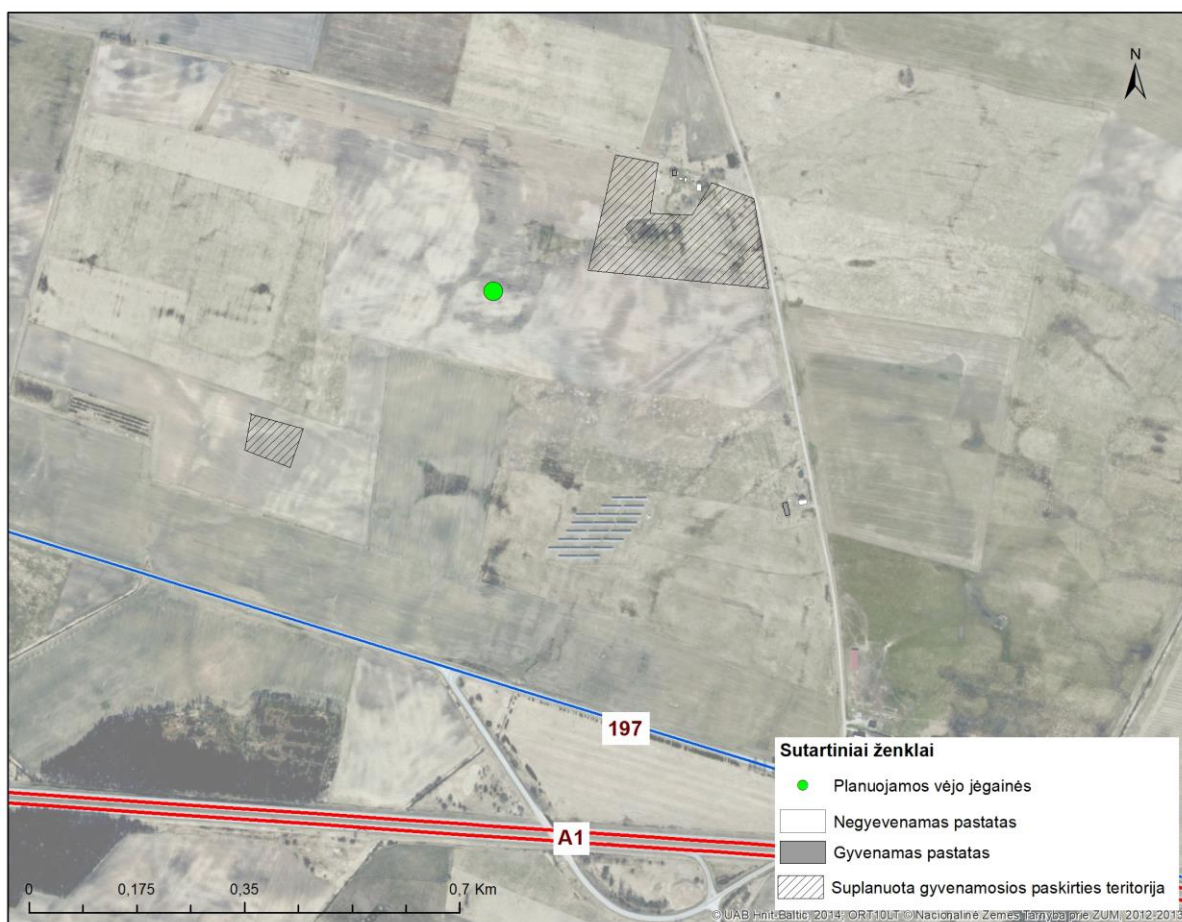 N
197
A1
Sutartiniai ženklai
Planuojamos vėjo jėgainės
Negyevenamas pastatas
Gyvenamas pastatas
Suplanuota gyvenamosios paskirties teritorija
0 0,175 0,35 0,7 Km
© UAB Hnit-Baltic, 2014; ORT10LT © Nacionalinė Žemės Tarnyba prie ŽŪM, 2012-2013